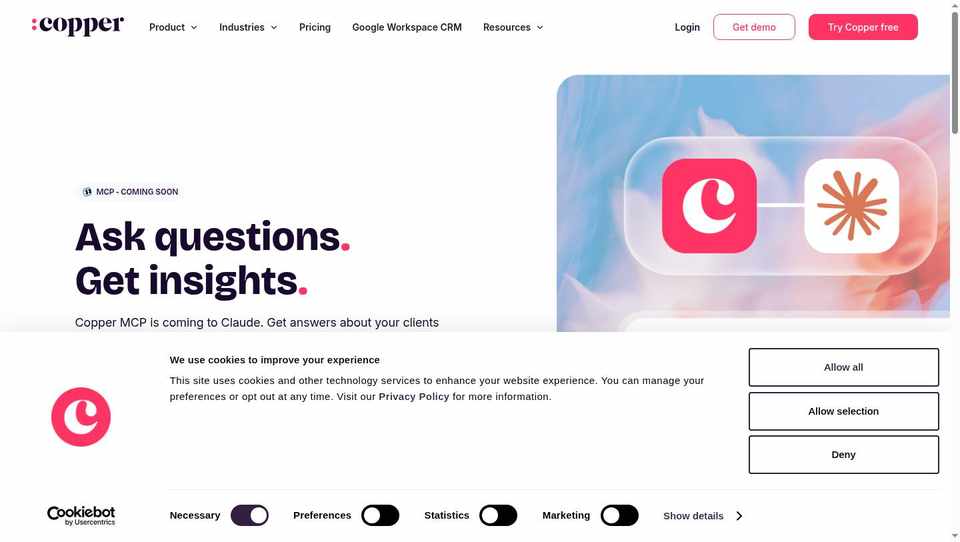 copper
Product
Industries
Pricing
Google Workspace CRM
Resources
Login
Get demo
Try Copper free
MCP - COMING SOON
Ask questions.
Get insights.
Copper MCP is coming to Claude. Get answers about your clients
We use cookies to improve your experience
This site uses cookies and other technology services to enhance your website experience. You can manage your
preferences or opt out at any time. Visit our Privacy Policy for more information.
Allow all
Allow selection
Deny
Cookiebot
by Usercentrics
Necessary
Preferences
Statistics
Marketing
Show details